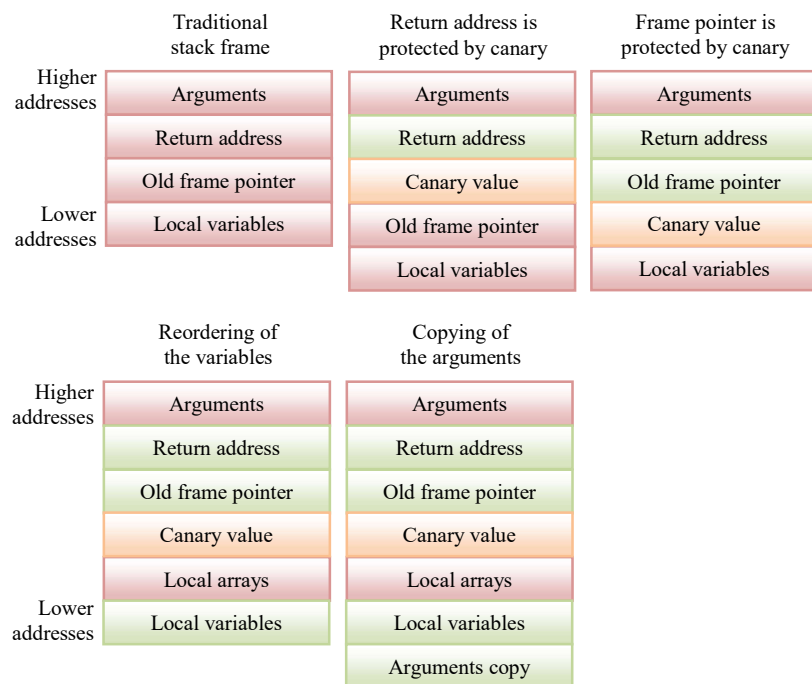 Traditional
stack frame
Return address is
protected by canary
Frame pointer is
protected by canary
Higher
addresses
Lower
addresses
Arguments
Return address
Old frame pointer
Local variables
Arguments
Return address
Canary value
Old frame pointer
Local variables
Arguments
Return address
Old frame pointer
Canary value
Local variables
Reordering of
the variables
Copying of
the arguments
Higher
addresses
Lower
addresses
Arguments
Return address
Old frame pointer
Canary value
Local arrays
Local variables
Arguments
Return address
Old frame pointer
Canary value
Local arrays
Local variables
Arguments copy